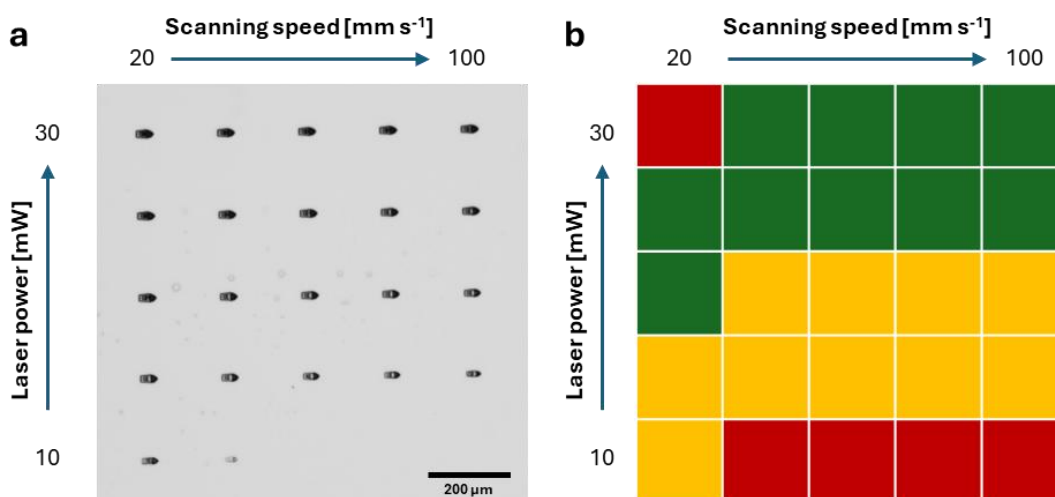 a
Scanning speed [mm s⁻¹]
20
100
30
Laser power [mW]
10
200 µm
b
Scanning speed [mm s⁻¹]
20
100
30
Laser power [mW]
10